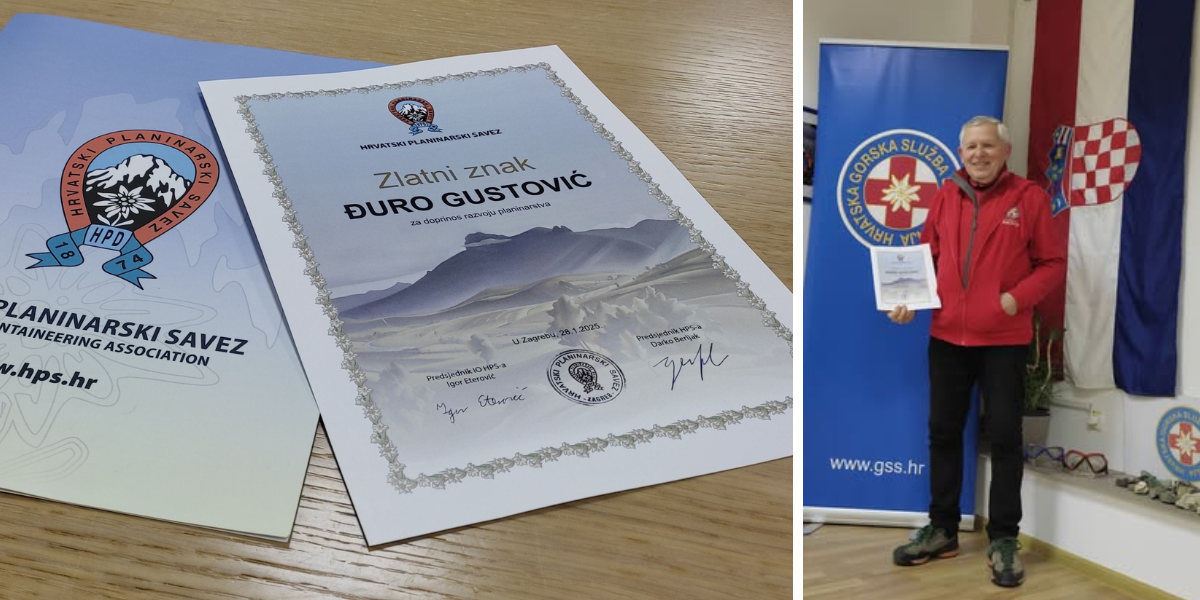 HRVATSKI PLANINARSKI SAVEZ
HPD
18 74
PLANINARSKI SAVEZ
NTAINEERING ASSOCIATION
w.hps.hr
HRVATSKI PLANINARSKI SAVEZ
Zlatni znak
ĐURO GUSTOVIĆ
za doprinos razvoju planinarstva
U Zagrebu, 28.1.2025
Predsjednik IO HPS-a
Igor Eterović
Predsjednik HPS-a
Darko Berljak
Igor Eterović
HRVATSKI PLANINARSKI SAVEZ
- ZAGREB -
HRVATSKA GORSKA SLUŽBA
www.gss.hr